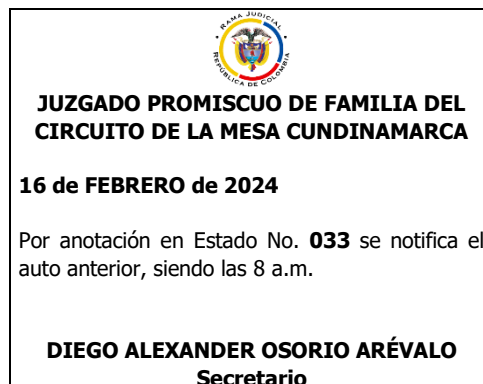 RAMA JUDICIAL
REPÚBLICA DE COLOMBIA
JUZGADO PROMISCUO DE FAMILIA DEL
CIRCUITO DE LA MESA CUNDINAMARCA
16 de FEBRERO de 2024
Por anotación en Estado No. 033 se notifica el
auto anterior, siendo las 8 a.m.
DIEGO ALEXANDER OSORIO ARÉVALO
Secretario